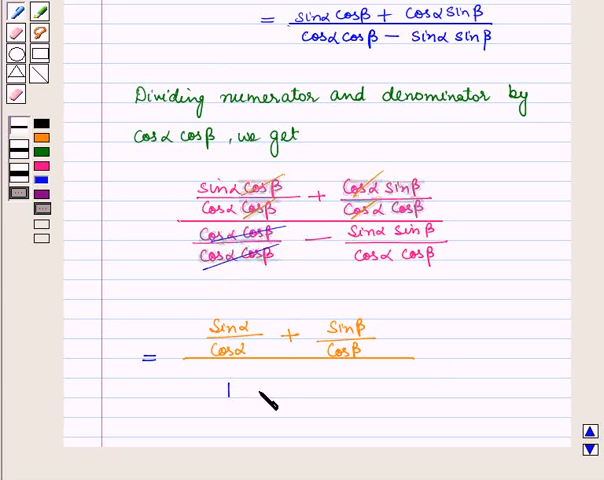 = sinα cosβ + cosα sinβ
cosα cosβ − sinα sinβ
Dividing numerator and denominator by
cosα cosβ, we get
sinα cosβ + cosα sinβ
cosα cosβ cosα cosβ
cosα cosβ − sinα sinβ
cosα cosβ cosα cosβ
sinα + sinβ
= cosα cosβ
1